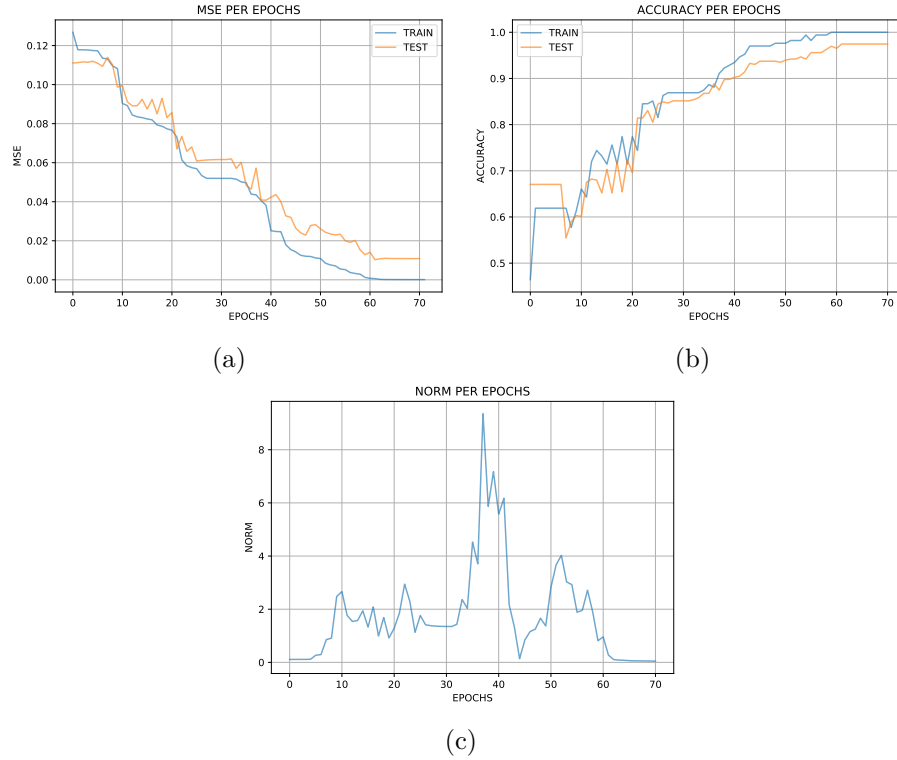 MSE PER EPOCHS
TRAIN
TEST
0.12
0.10
0.08
0.06
0.04
0.02
0.00
MSE
0 10 20 30 40 50 60 70
EPOCHS
(a)
ACCURACY PER EPOCHS
TRAIN
TEST
1.0
0.9
0.8
0.7
0.6
0.5
ACCURACY
0 10 20 30 40 50 60 70
EPOCHS
(b)
NORM PER EPOCHS
8
6
4
2
0
NORM
0 10 20 30 40 50 60 70
EPOCHS
(c)